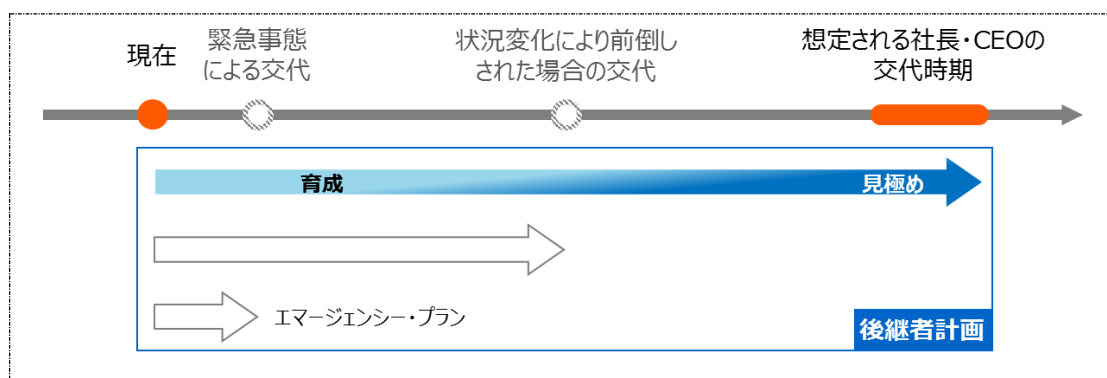 現在
緊急事態
による交代
状況変化により前倒し
された場合の交代
想定される社長・CEOの
交代時期
育成
見極め
エマージェンシー・プラン
後継者計画